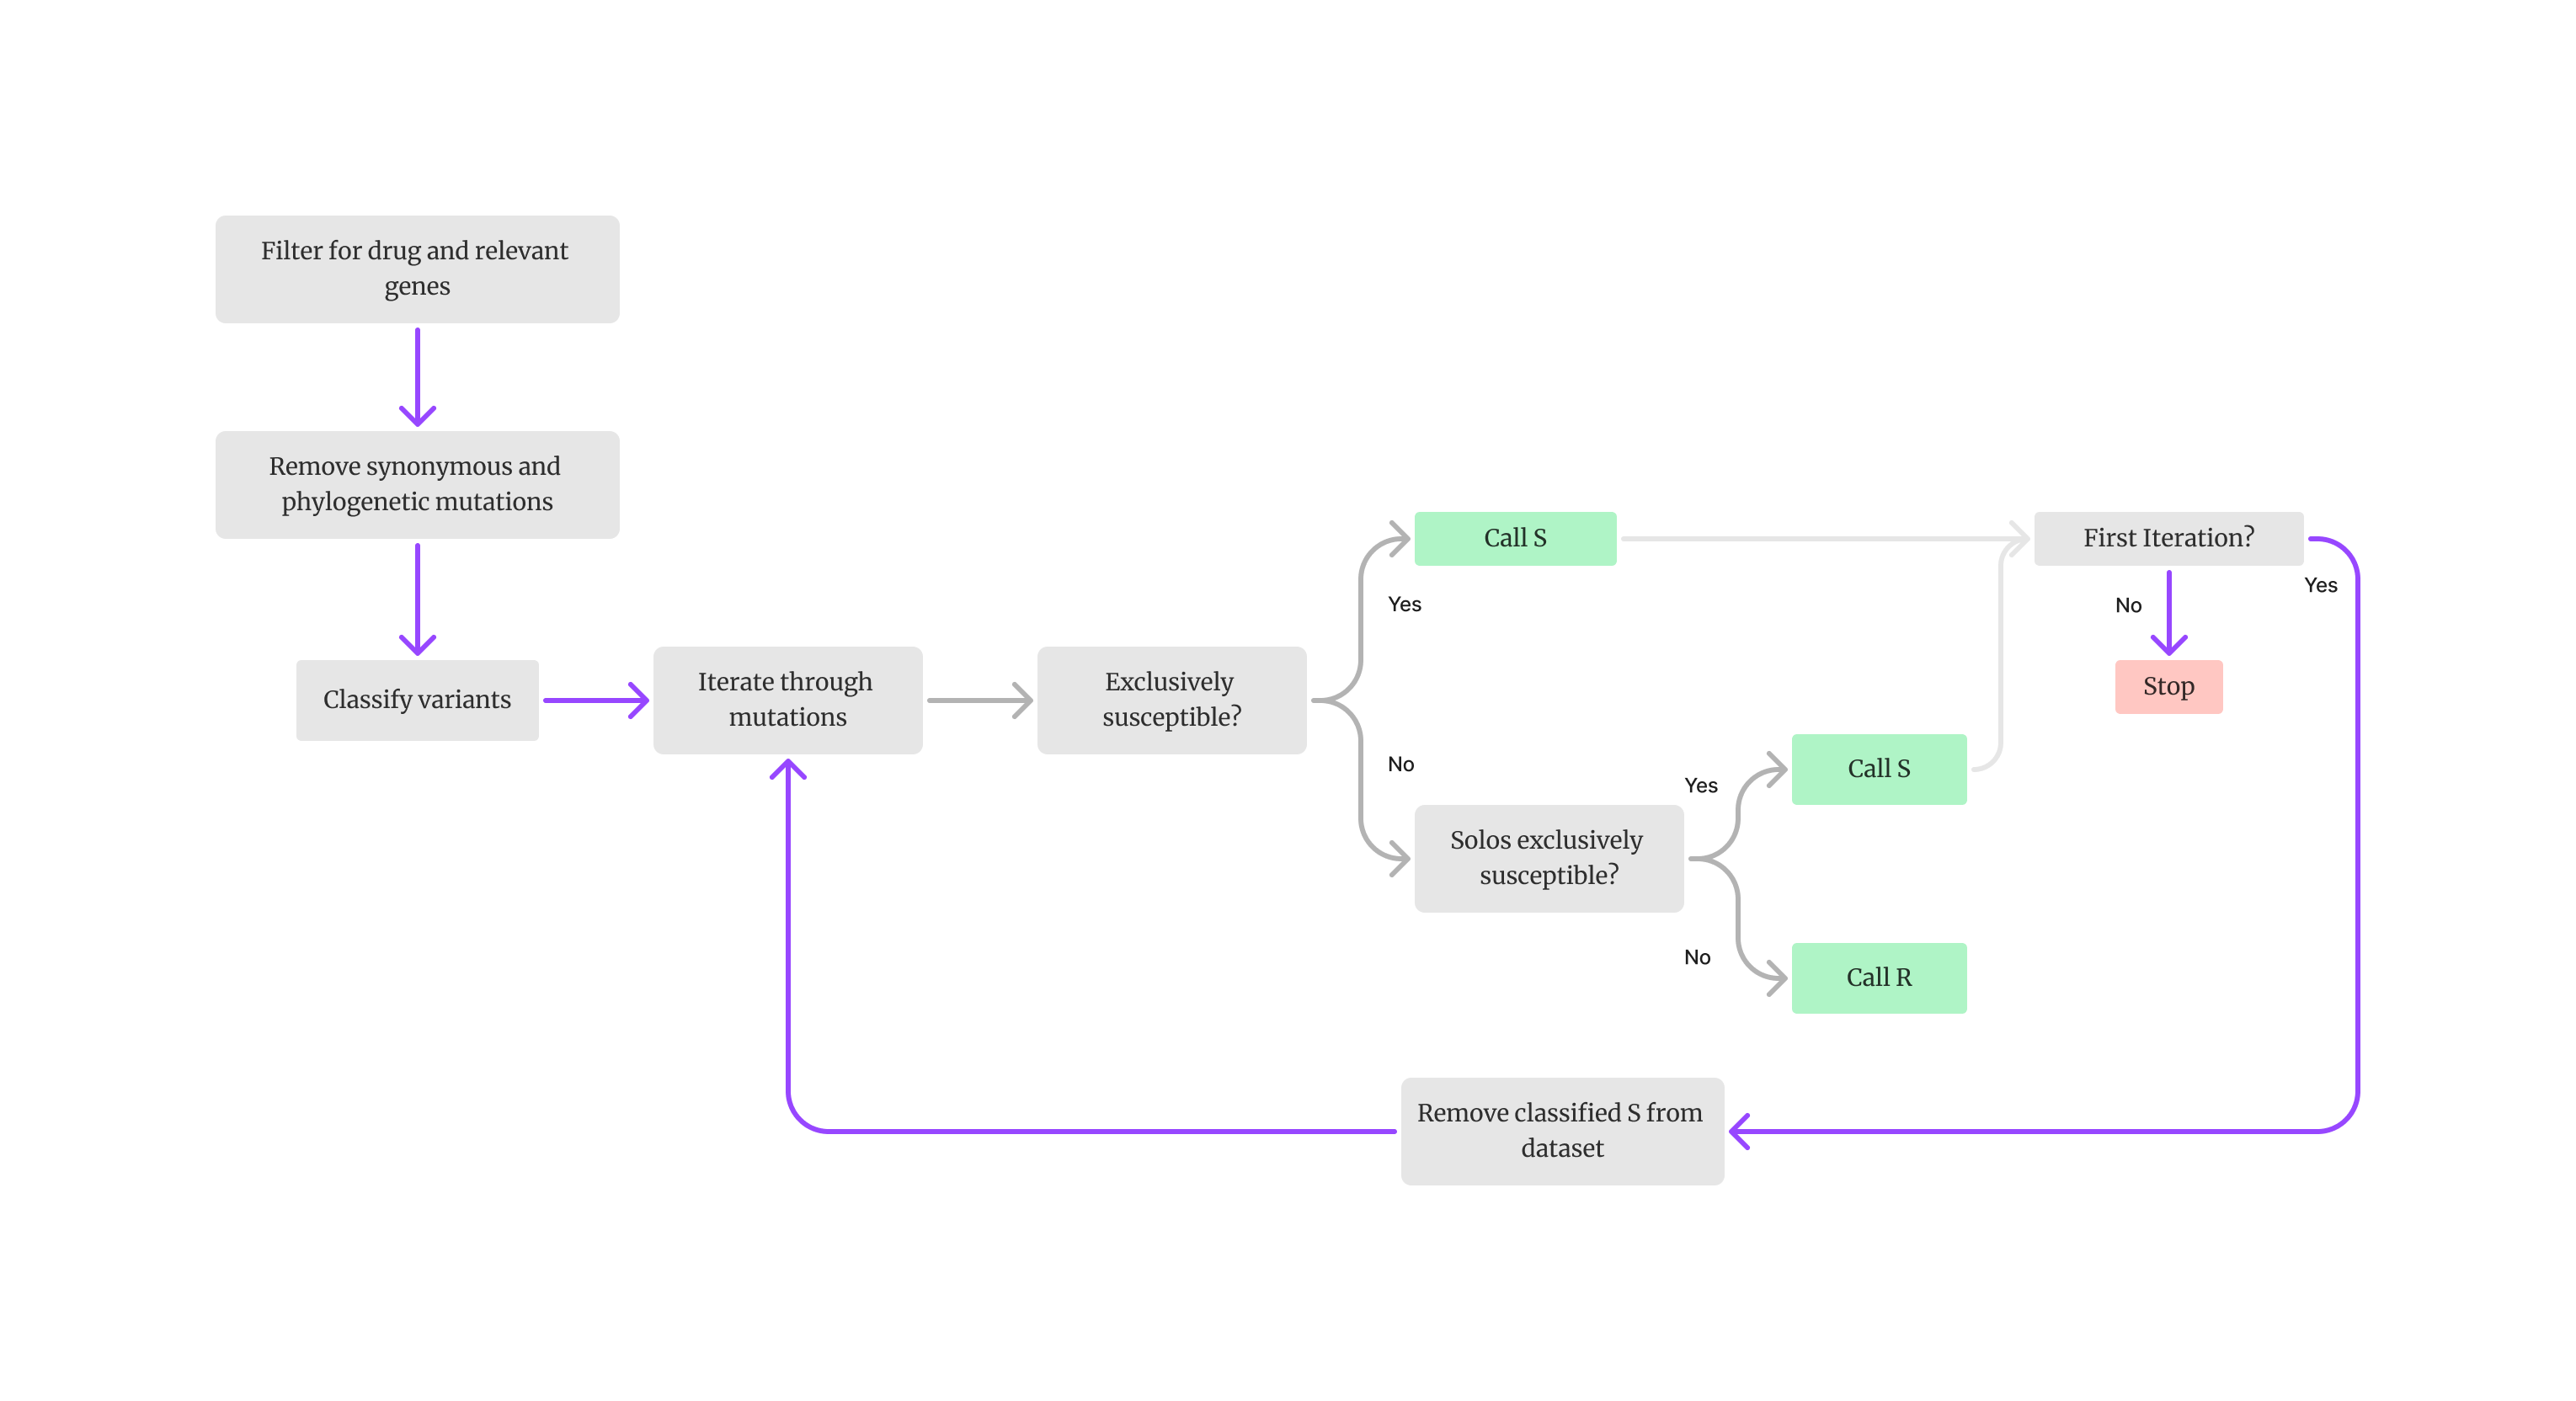 Filter for drug and relevant
genes
Remove synonymous and
phylogenetic mutations
Classify variants
Iterate through
mutations
Exclusively
susceptible?
Yes
No
Call S
Solos exclusively
susceptible?
Yes
No
Call S
Call R
First Iteration?
No
Yes
Stop
Remove classified S from
dataset